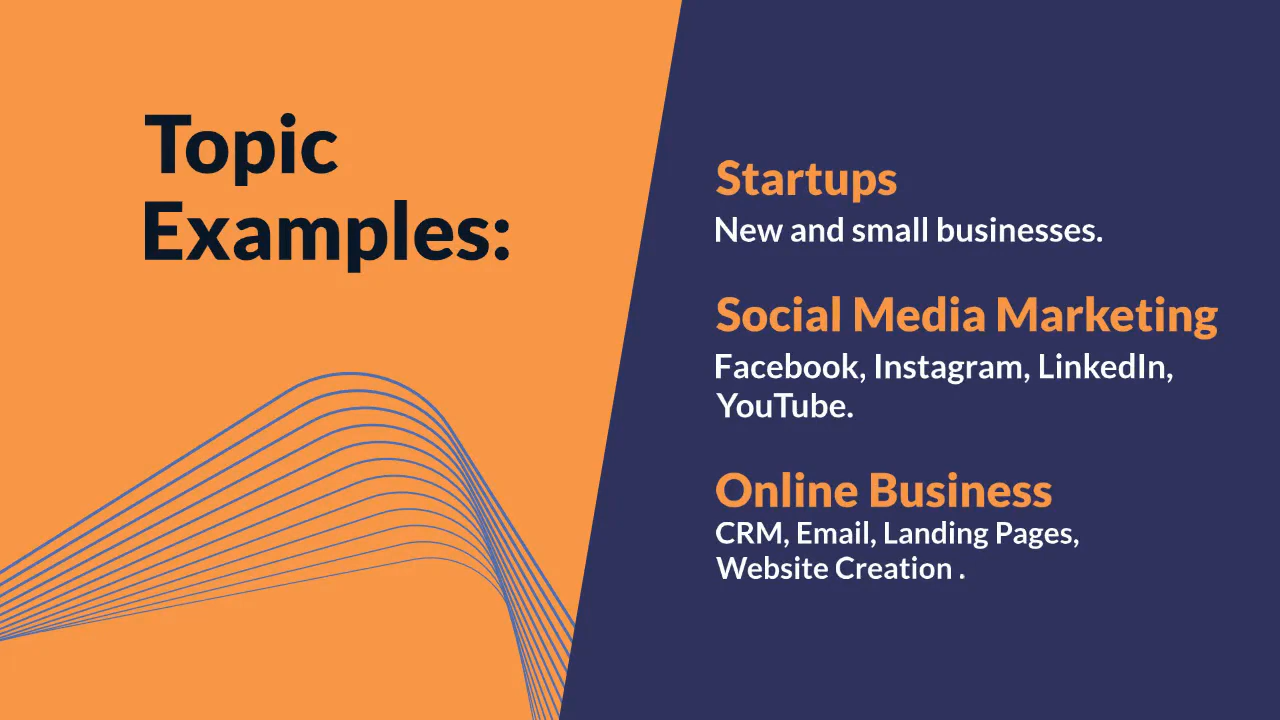 Topic
Examples:
Startups
New and small businesses.
Social Media Marketing
Facebook, Instagram, LinkedIn,
YouTube.
Online Business
CRM, Email, Landing Pages,
Website Creation .